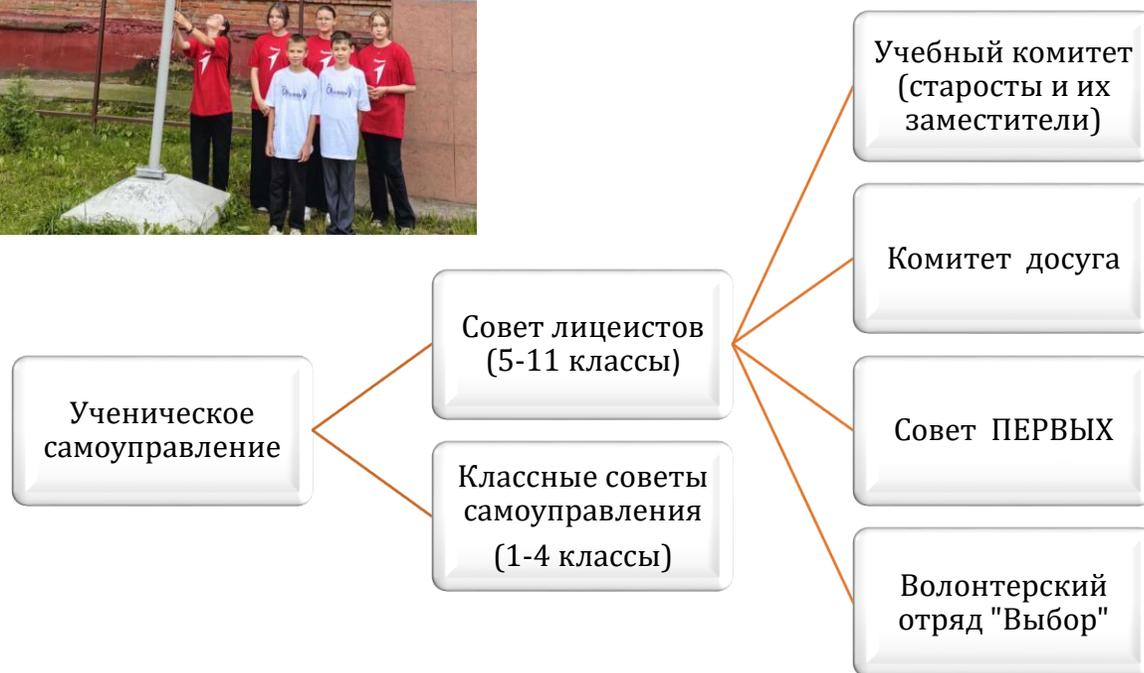 Ученическое
самоуправление
Совет лицеистов
(5-11 классы)
Классные советы
самоуправления
(1-4 классы)
Учебный комитет
(старосты и их
заместители)
Комитет досуга
Совет ПЕРВЫХ
Волонтерский
отряд "Выбор"